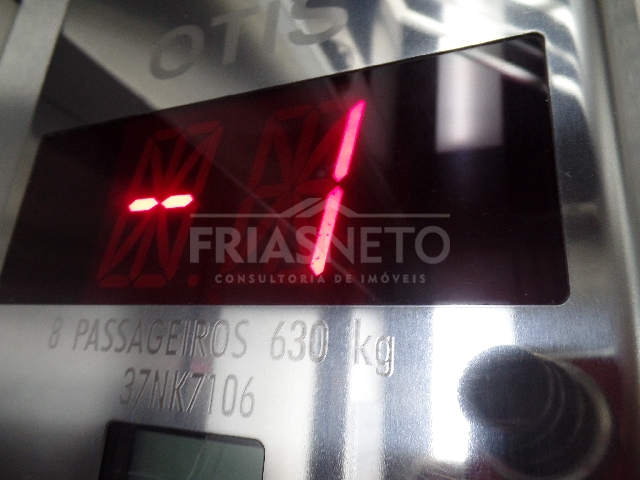 OTIS
-1
FRIASNETO
CONSULTORIA DE IMÓVEIS
8 PASSAGEIROS 630 kg
37NK7106